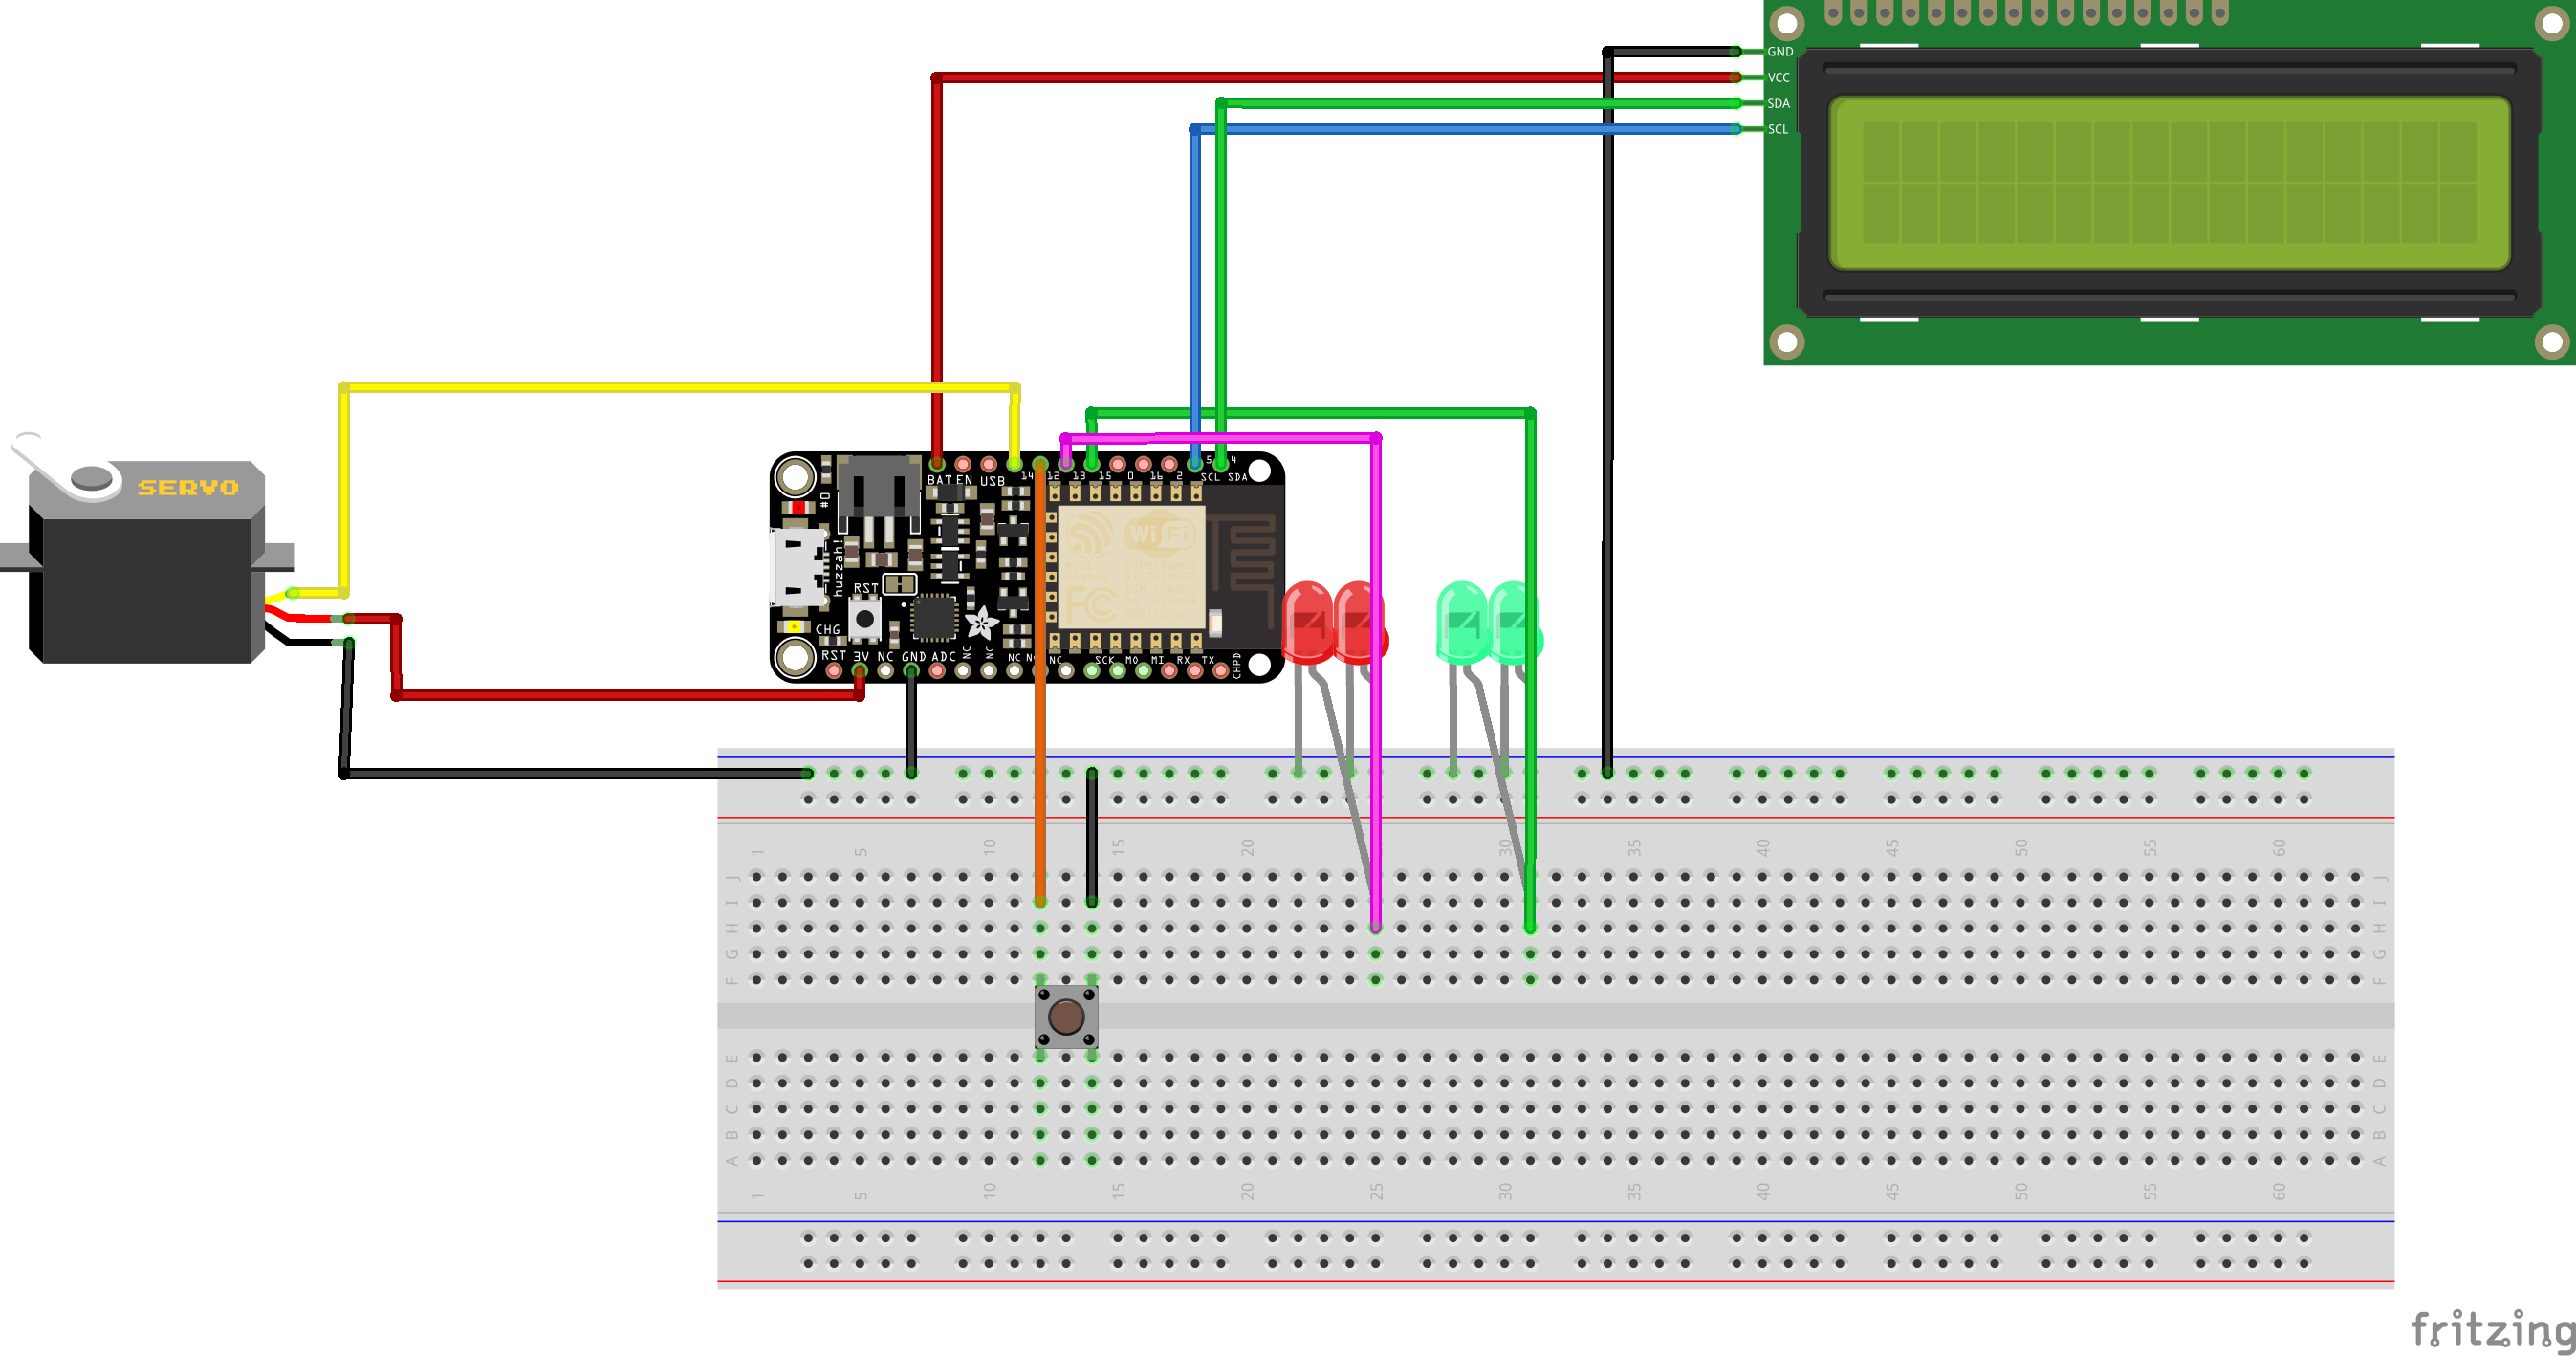 GND
VCC
SDA
SCL
SERVO
BAT EN USB 14 12 13 15 0 16 2 SCL SDA
5 4
#0
huzzah!
WiFi
FC
RST
CHG
RST 3V NC GND ADC NC NC NC NC SCK MO MI RX TX CHPD
1 5 10 15 20 30 35 40 45 50 55 60
J J
I I
H H
G G
F F
E E
D D
C C
B B
A A
1 5 10 15 20 25 30 35 40 45 50 55 60
fritzing